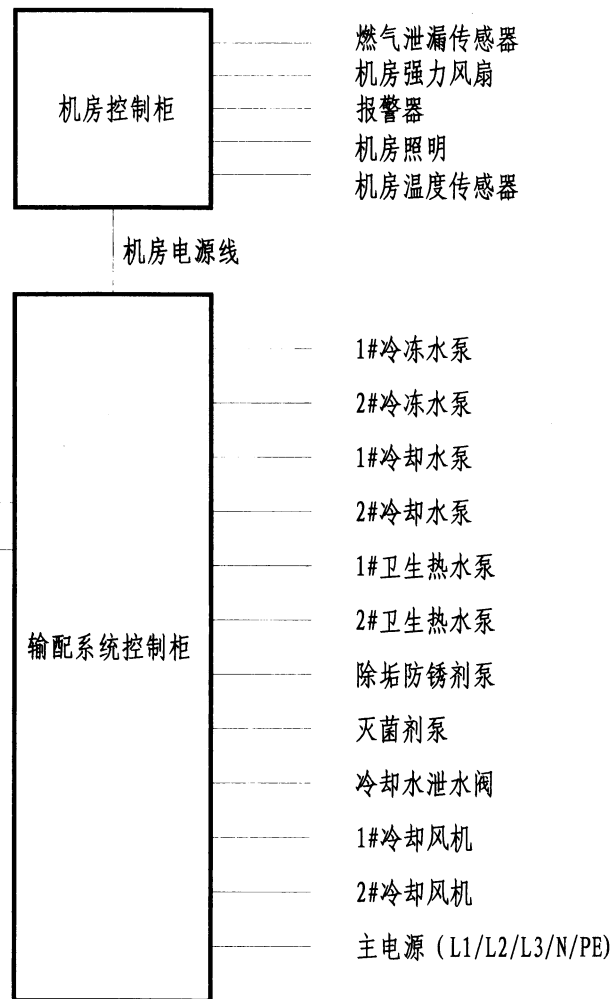 燃气泄漏传感器
机房强力风扇
机房控制柜
报警器
机房照明
机房温度传感器
机房电源线
1#冷冻水泵
2#冷冻水泵
1#冷却水泵
2#冷却水泵
1#卫生热水泵
2#卫生热水泵
输配系统控制柜
除垢防锈剂泵
灭菌剂泵
冷却水泄水阀
1#冷却风机
2#冷却风机
主电源（L1/L2/L3/N/PE）